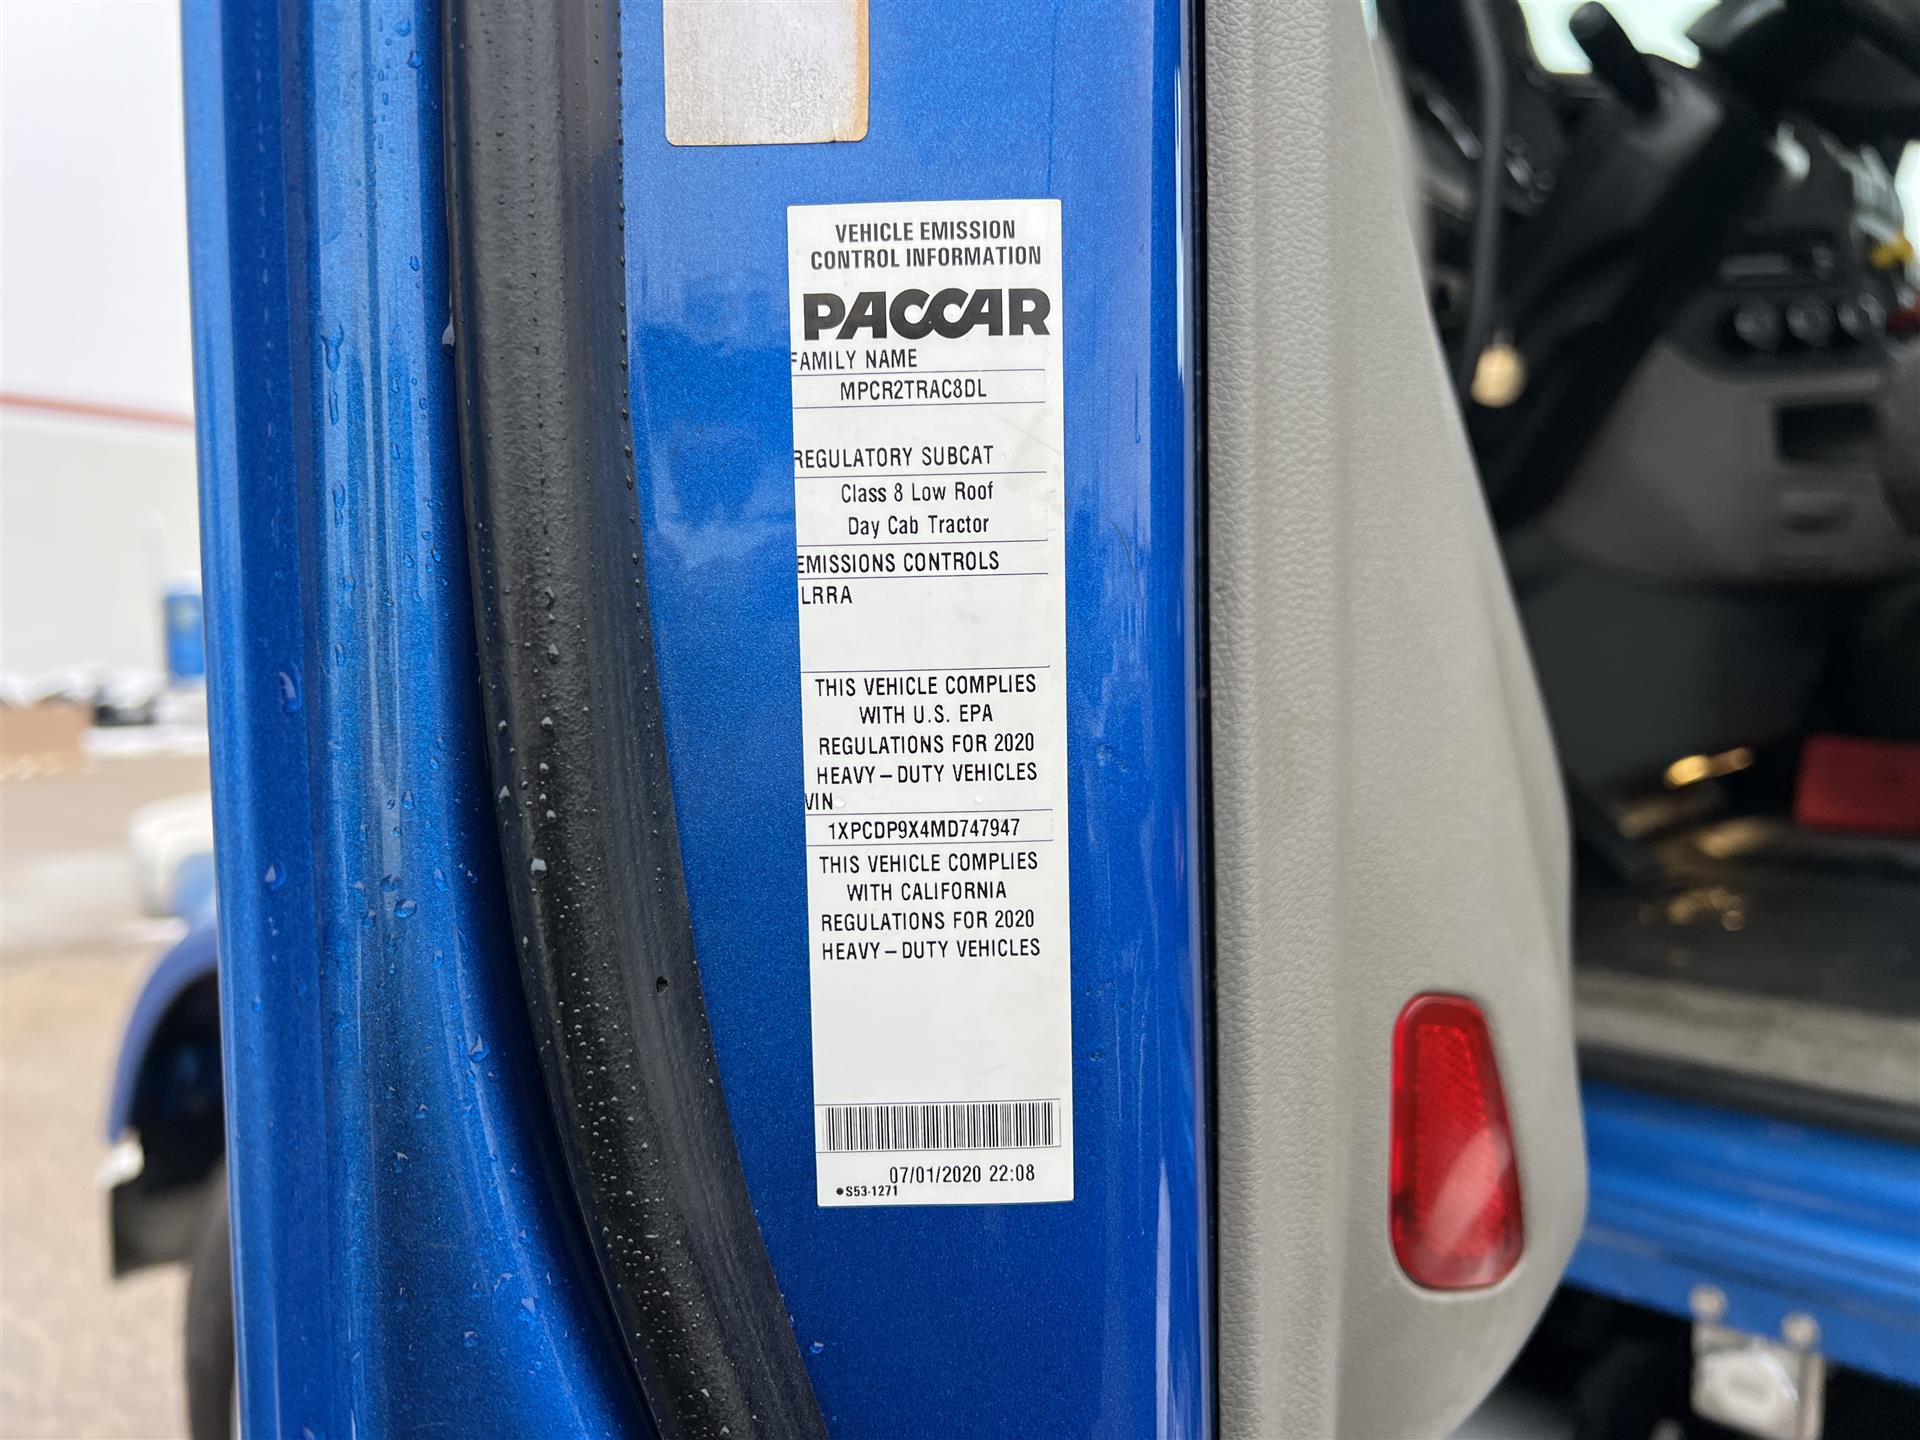 VEHICLE EMISSION
CONTROL INFORMATION
PACCAR
FAMILY NAME
MPCR2TRAC8DL
REGULATORY SUBCAT
Class 8 Low Roof
Day Cab Tractor
EMISSIONS CONTROLS
LRRA
THIS VEHICLE COMPLIES
WITH U.S. EPA
REGULATIONS FOR 2020
HEAVY-DUTY VEHICLES
VIN
1XPCDP9X4MD747947
THIS VEHICLE COMPLIES
WITH CALIFORNIA
REGULATIONS FOR 2020
HEAVY-DUTY VEHICLES
07/01/2020 22:08
●S53-1271